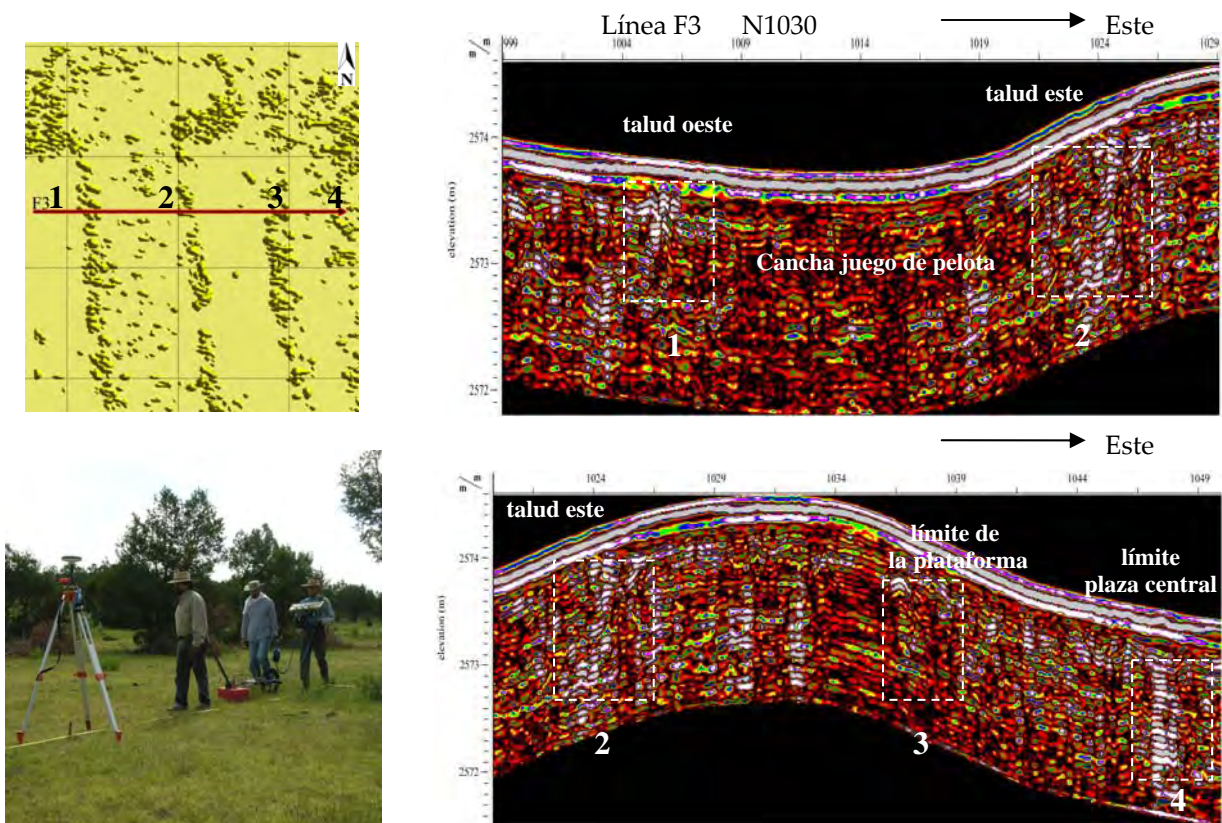 Línea F3 N1030 Este
m/m 999 1004 1009 1014 1019 1024 1029
talud oeste
talud este
2574
2573
2572
elevation (m)
Cancha juego de pelota
1
2
N
F3 1 2 3 4
Este
m/m 1024 1029 1034 1039 1044 1049
talud este
límite de
la plataforma
límite
plaza central
2574
2573
2572
elevation (m)
2
3
4